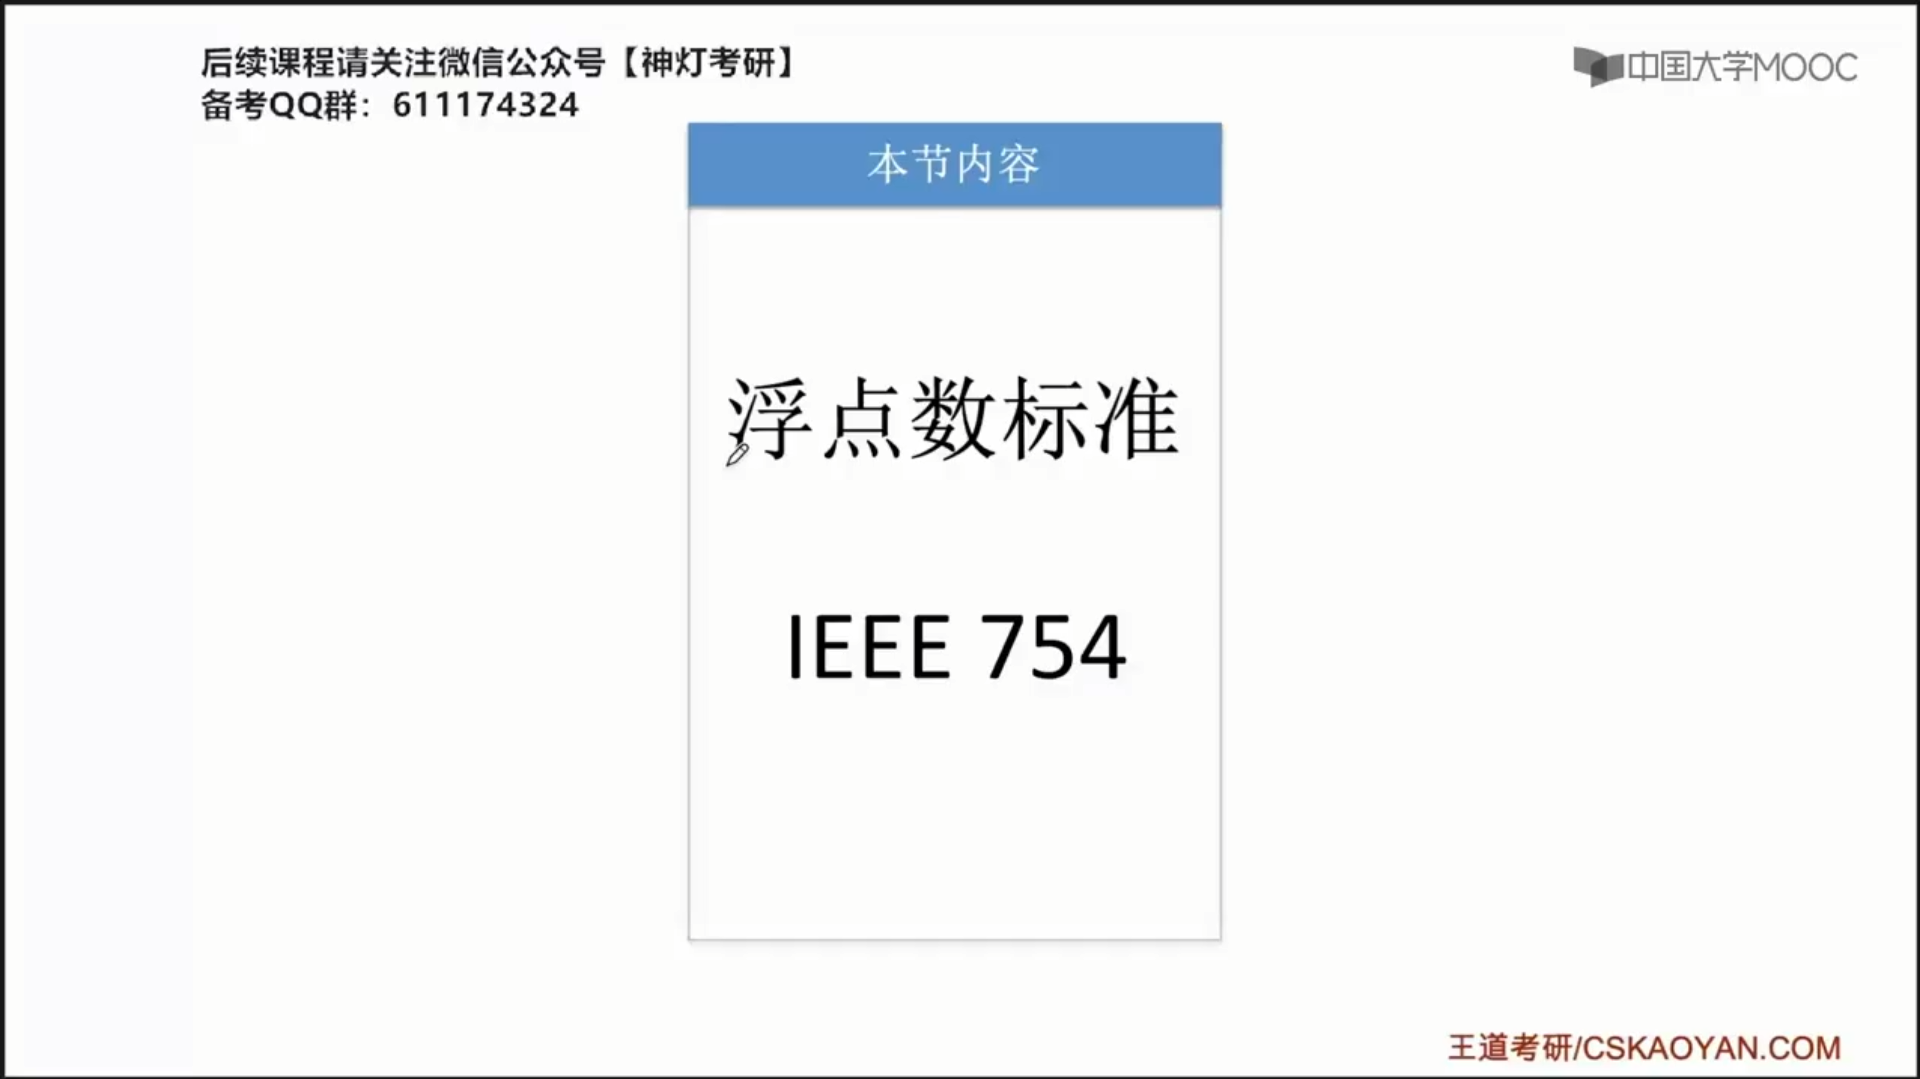 后续课程请关注微信公众号【神灯考研】
备考QQ群：611174324
中国大学MOOC
本节内容
浮点数标准
IEEE 754
王道考研/CSKAOYAN.COM